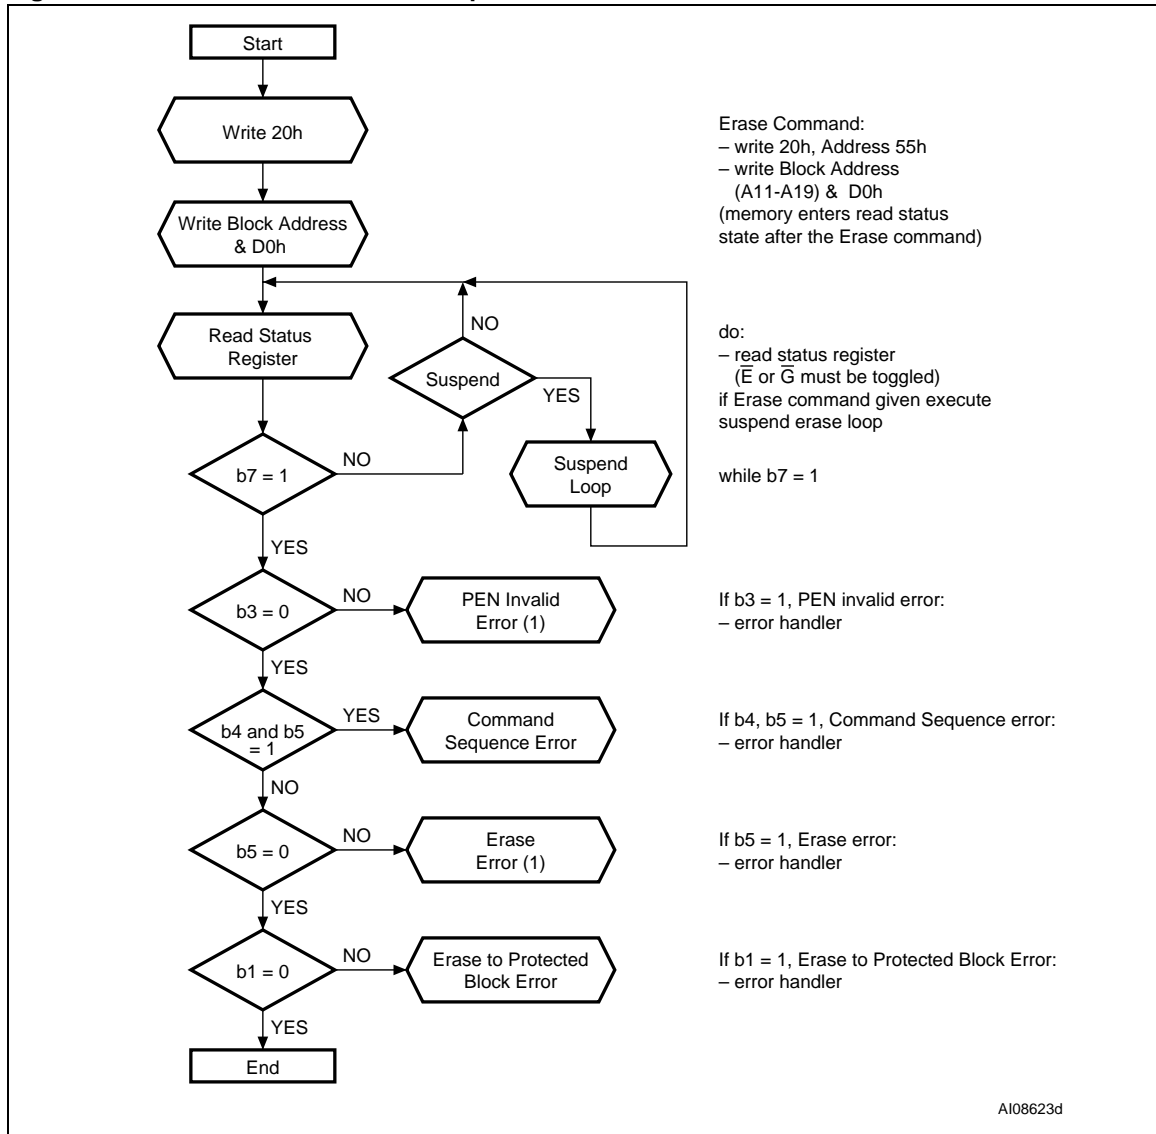 Start
Write 20h
Erase Command:
– write 20h, Address 55h
– write Block Address
(A11-A19) & D0h
(memory enters read status
state after the Erase command)
Write Block Address
& D0h
NO
Read Status
Register
Suspend
YES
do:
– read status register
(E̅ or G̅ must be toggled)
if Erase command given execute
suspend erase loop
while b7 = 1
b7 = 1
NO
Suspend
Loop
YES
b3 = 0
NO
PEN Invalid
Error (1)
If b3 = 1, PEN invalid error:
– error handler
YES
b4 and b5
= 1
YES
Command
Sequence Error
If b4, b5 = 1, Command Sequence error:
– error handler
NO
b5 = 0
NO
Erase
Error (1)
If b5 = 1, Erase error:
– error handler
YES
b1 = 0
NO
Erase to Protected
Block Error
If b1 = 1, Erase to Protected Block Error:
– error handler
YES
End
AI08623d